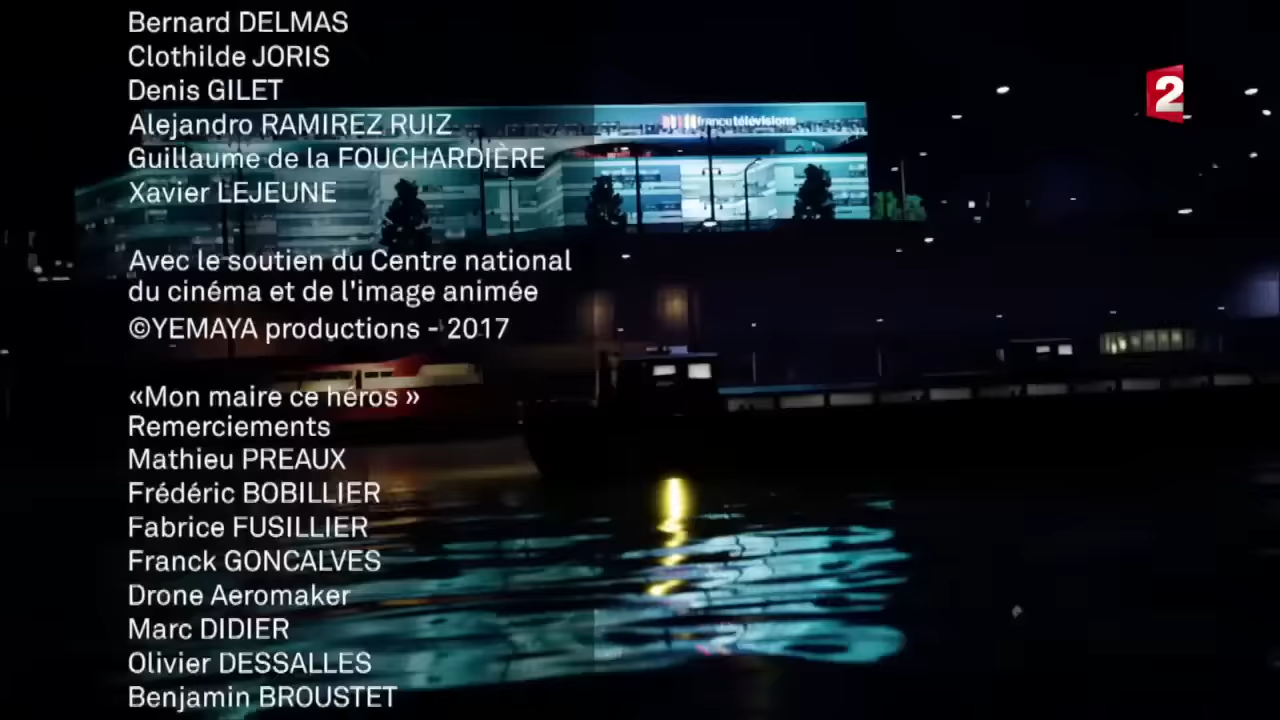 Bernard DELMAS
Clothilde JORIS
Denis GILET
Alejandro RAMIREZ RUIZ
Guillaume de la FOUCHARDIÈRE
Xavier LEJEUNE
Avec le soutien du Centre national
du cinéma et de l'image animée
©YEMAYA productions - 2017
«Mon maire ce héros »
Remerciements
Mathieu PREAUX
Frédéric BOBILLIER
Fabrice FUSILLIER
Franck GONCALVES
Drone Aeromaker
Marc DIDIER
Olivier DESSALLES
Benjamin BROUSTET
francetélévisions
2